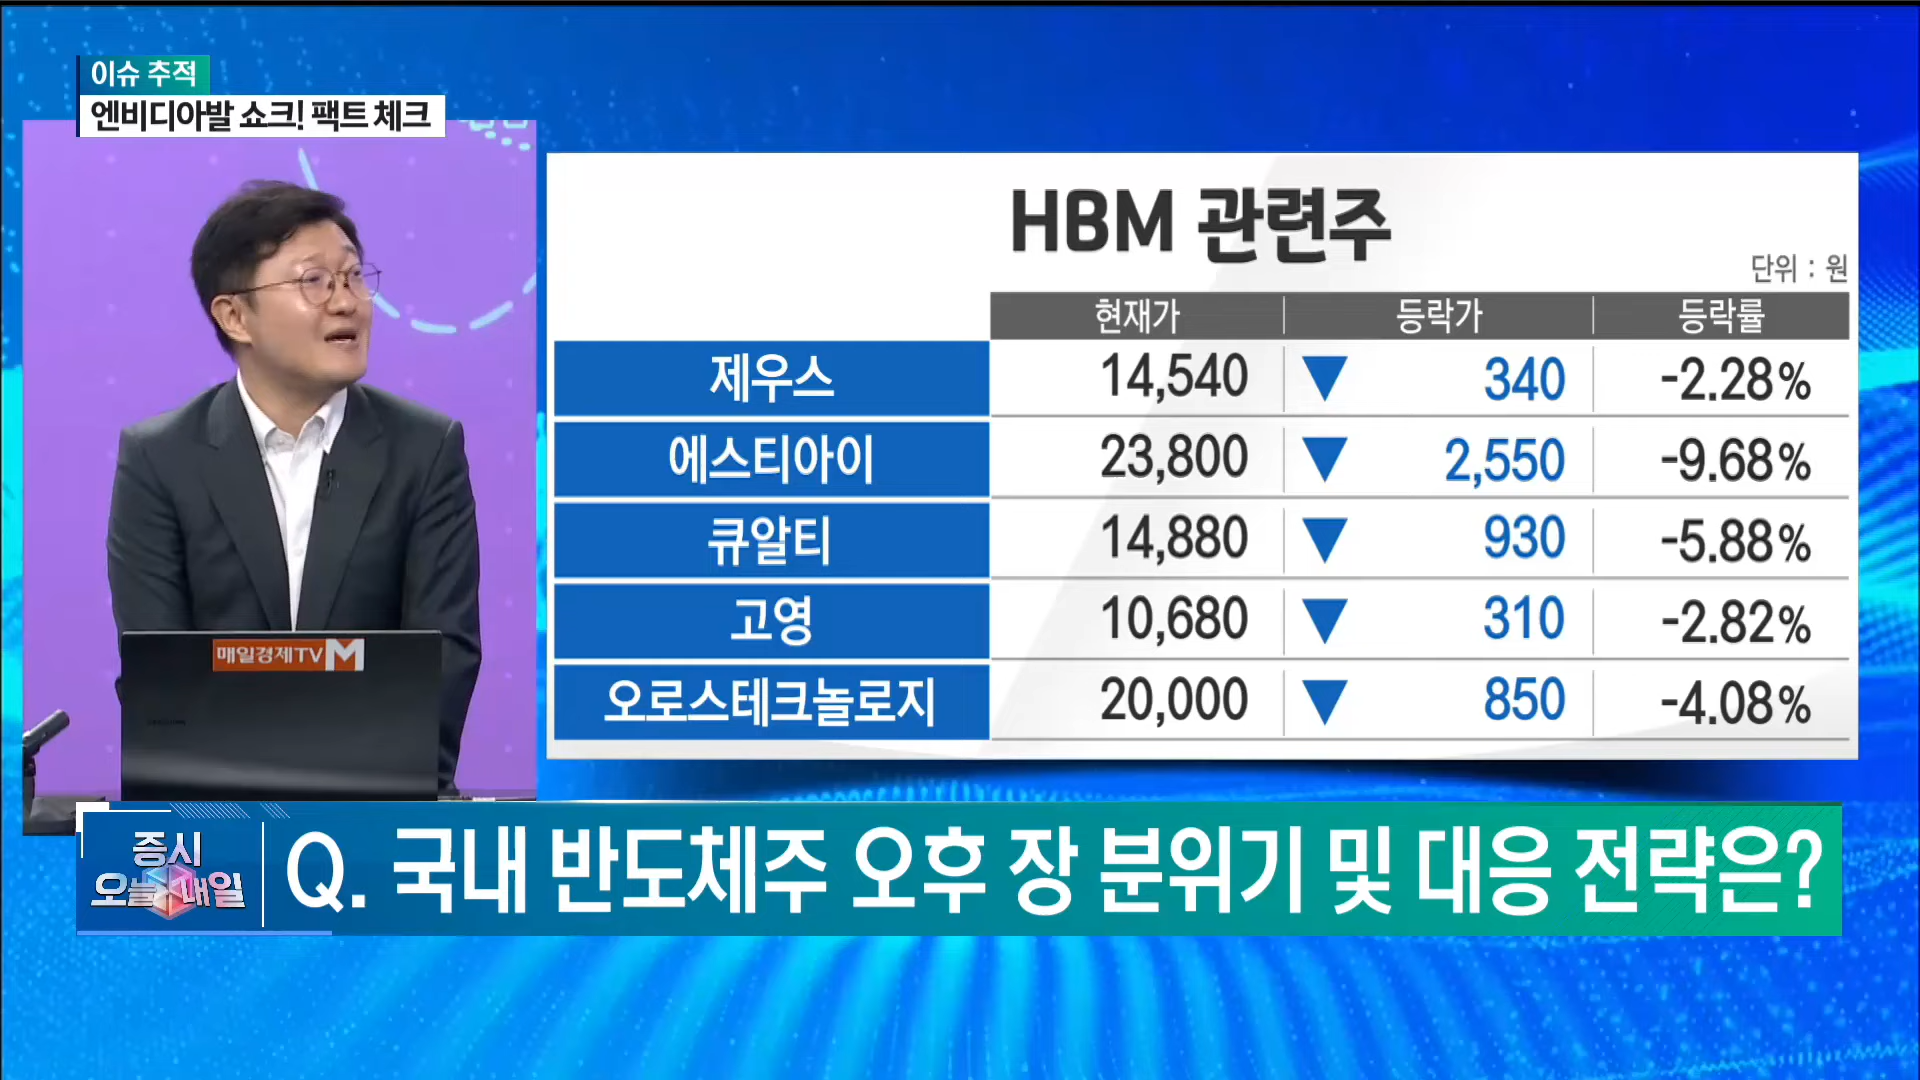 이슈 추적
엔비디아발 쇼크! 팩트 체크
HBM 관련주
단위 : 원
현재가 등락가 등락률
제우스 14,540 ▼ 340 -2.28%
에스티아이 23,800 ▼ 2,550 -9.68%
큐알티 14,880 ▼ 930 -5.88%
고영 10,680 ▼ 310 -2.82%
오로스테크놀로지 20,000 ▼ 850 -4.08%
매일경제TV M
증시
오늘 매일
Q. 국내 반도체주 오후 장 분위기 및 대응 전략은?